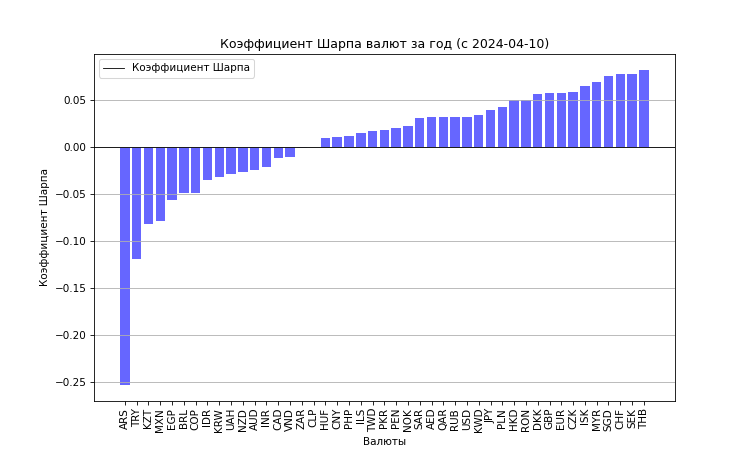 Коэффициент Шарпа валют за год (с 2024-04-10)
Коэффициент Шарпа
0.05
0.00
−0.05
−0.10
−0.15
−0.20
−0.25
Коэффициент Шарпа
ARS TRY KZT MXN EGP BRL COP IDR KRW UAH NZD AUD INR CAD VND ZAR CLP HUF CNY PHP ILS TWD PKR PEN NOK SAR AED QAR RUB USD KWD JPY PLN HKD RON DKK GBP EUR CZK ISK MYR SGD CHF SEK THB
Валюты